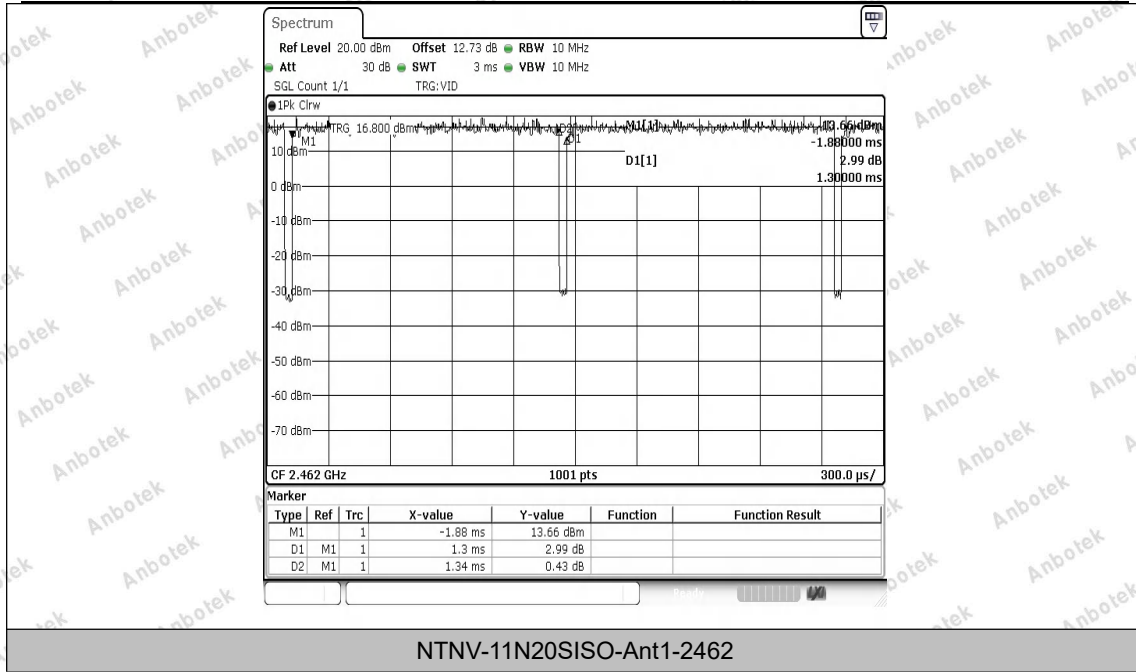 Spectrum
Ref Level 20.00 dBm Offset 12.73 dB RBW 10 MHz
Att 30 dB SWT 3 ms VBW 10 MHz
SGL Count 1/1 TRG:VID
1Pk Clrw
TRG 16.800 dBm M1[1] 13.66 dBm
M1 D1 -1.88000 ms
10 dBm D1[1] 2.99 dB
1.30000 ms
0 dBm
-10 dBm
-20 dBm
-30 dBm
-40 dBm
-50 dBm
-60 dBm
-70 dBm
CF 2.462 GHz 1001 pts 300.0 µs/
Marker
Type Ref Trc X-value Y-value Function Function Result
M1 1 -1.88 ms 13.66 dBm
D1 M1 1 1.3 ms 2.99 dB
D2 M1 1 1.34 ms 0.43 dB
Ready
NTNV-11N20SISO-Ant1-2462
Anbotek